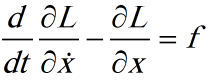 d/dt ∂L/∂ẋ − ∂L/∂x = f